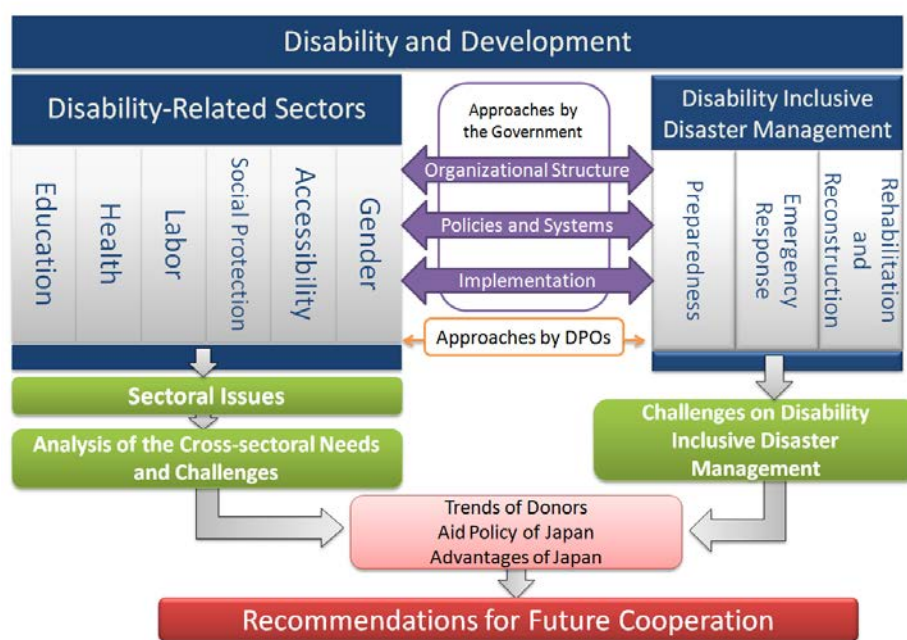 Disability and Development
Disability-Related Sectors
Education
Health
Labor
Social Protection
Accessibility
Gender
Approaches by
the Government
Organizational Structure
Policies and Systems
Implementation
Approaches by DPOs
Disability Inclusive
Disaster Management
Preparedness
Emergency
Response
Rehabilitation
and
Reconstruction
Sectoral Issues
Analysis of the Cross-sectoral Needs
and Challenges
Challenges on Disability
Inclusive Disaster
Management
Trends of Donors
Aid Policy of Japan
Advantages of Japan
Recommendations for Future Cooperation